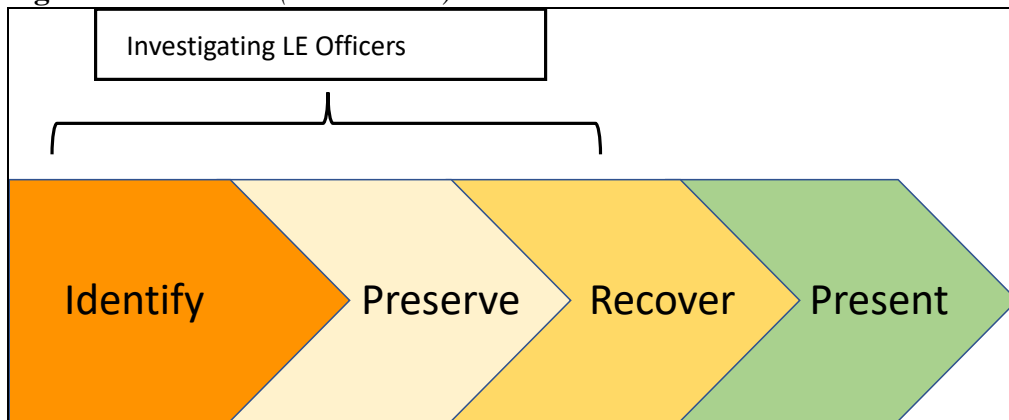 Investigating LE Officers
Identify
Preserve
Recover
Present